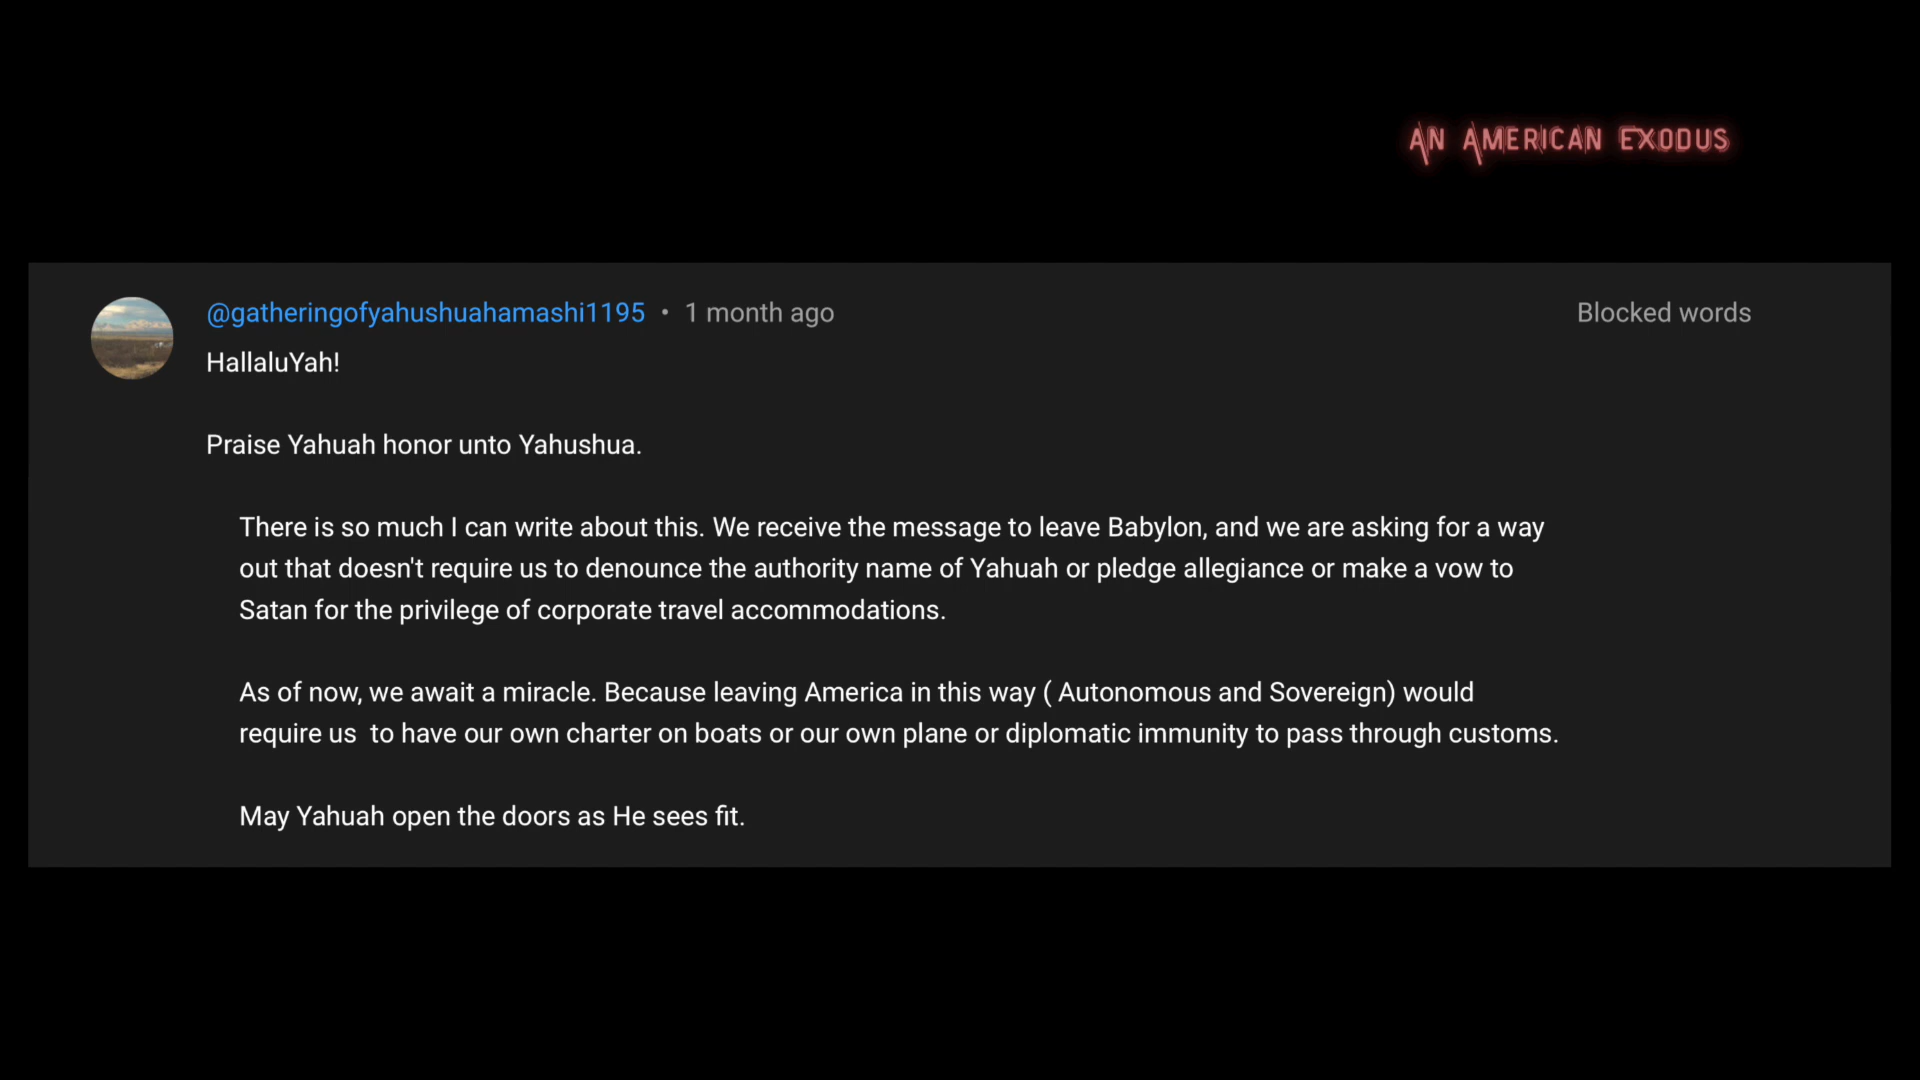 AN AMERICAN EXODUS
@gatheringofyahushuahamashi1195 • 1 month ago
Blocked words
HallaluYah!
Praise Yahuah honor unto Yahushua.
There is so much I can write about this. We receive the message to leave Babylon, and we are asking for a way
out that doesn't require us to denounce the authority name of Yahuah or pledge allegiance or make a vow to
Satan for the privilege of corporate travel accommodations.
As of now, we await a miracle. Because leaving America in this way ( Autonomous and Sovereign) would
require us  to have our own charter on boats or our own plane or diplomatic immunity to pass through customs.
May Yahuah open the doors as He sees fit.